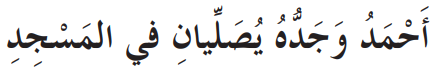 أَحْمَدُ وَجَدُّهُ يُصَلِّيانِ في المَسْجِدِ